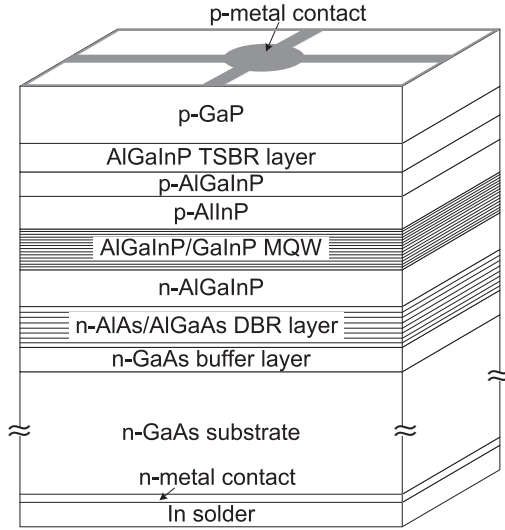 p-metal contact
p-GaP
AlGaInP TSBR layer
p-AlGaInP
p-AlInP
AlGaInP/GaInP MQW
n-AlGaInP
n-AlAs/AlGaAs DBR layer
n-GaAs buffer layer
n-GaAs substrate
n-metal contact
In solder